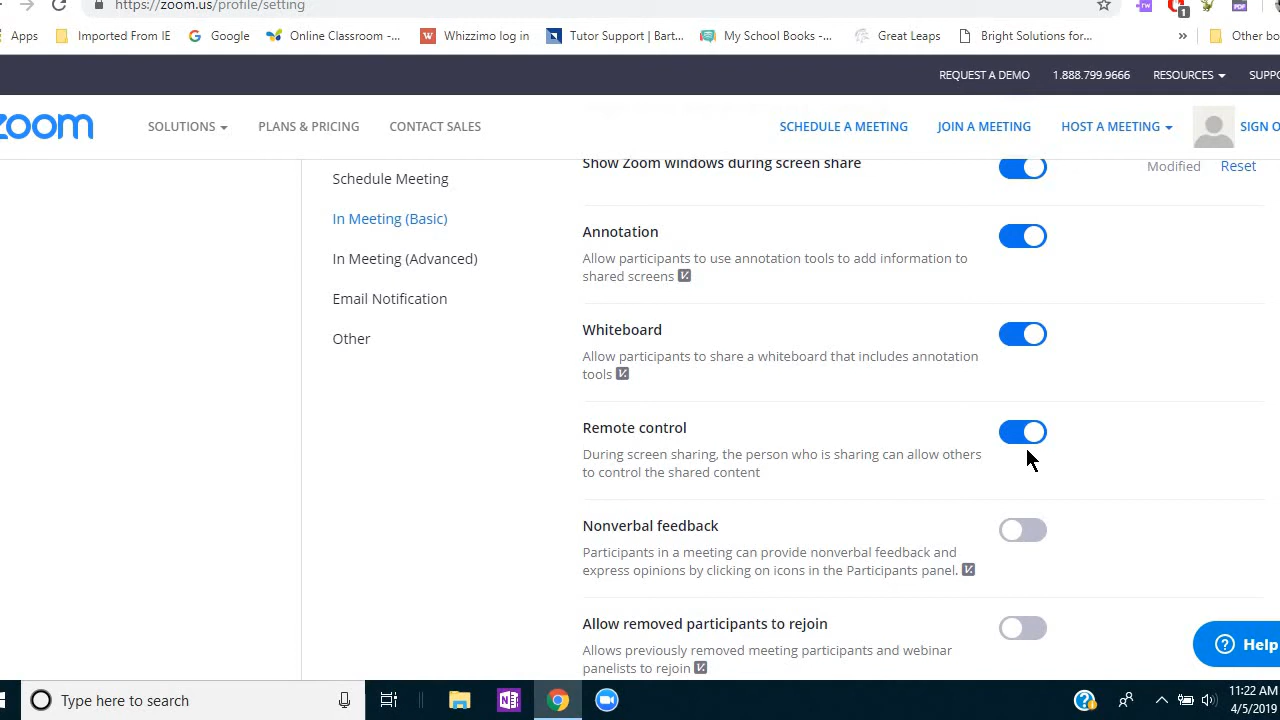 https://zoom.us/profile/setting
1
Apps Imported From IE Google Online Classroom -... Whizzimo log in Tutor Support | Bart... My School Books -... Great Leaps Bright Solutions for... » Other bo
REQUEST A DEMO 1.888.799.9666 RESOURCES SUPPO
zoom SOLUTIONS PLANS & PRICING CONTACT SALES SCHEDULE A MEETING JOIN A MEETING HOST A MEETING SIGN O
Schedule Meeting
In Meeting (Basic)
In Meeting (Advanced)
Email Notification
Other
Show Zoom windows during screen share
Modified Reset
Annotation
Allow participants to use annotation tools to add information to
shared screens
Whiteboard
Allow participants to share a whiteboard that includes annotation
tools
Remote control
During screen sharing, the person who is sharing can allow others
to control the shared content
Nonverbal feedback
Participants in a meeting can provide nonverbal feedback and
express opinions by clicking on icons in the Participants panel.
Allow removed participants to rejoin
Allows previously removed meeting participants and webinar
panelists to rejoin
Help
Type here to search
11:22 AM
4/5/2019